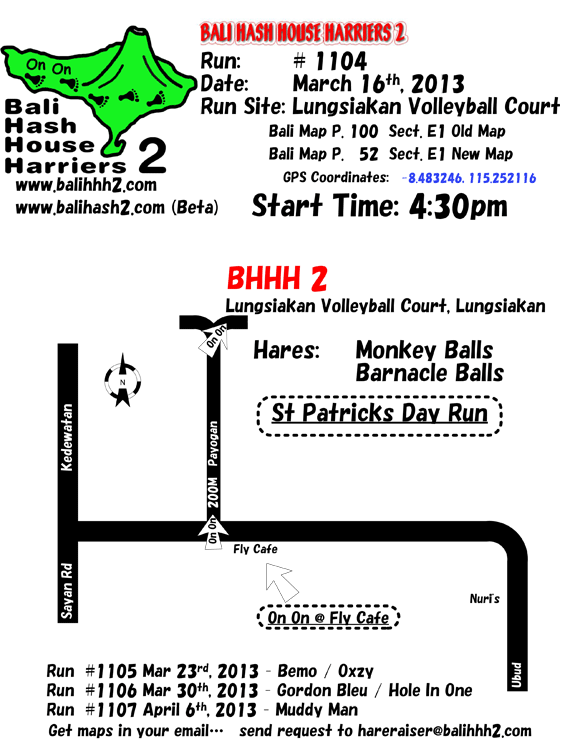 BALI HASH HOUSE HARRIERS 2
On On
Bali
Hash
House
Harriers 2
www.balihhh2.com
www.balihash2.com (Beta)
Run: # 1104
Date: March 16th, 2013
Run Site: Lungsiakan Volleyball Court
Bali Map P. 100 Sect. E1 Old Map
Bali Map P. 52 Sect. E1 New Map
GPS Coordinates: -8.483246, 115.252116
Start Time: 4:30pm
BHHH 2
Lungsiakan Volleyball Court, Lungsiakan
On On
Hares: Monkey Balls
Barnacle Balls
St Patricks Day Run
N
Kedewatan
Sayan Rd
200M Payogan
On On
Fly Cafe
On On @ Fly Cafe
Nuri's
Ubud
Run #1105 Mar 23rd, 2013 - Bemo / Oxzy
Run #1106 Mar 30th, 2013 - Gordon Bleu / Hole In One
Run #1107 April 6th, 2013 - Muddy Man
Get maps in your email… send request to hareraiser@balihhh2.com